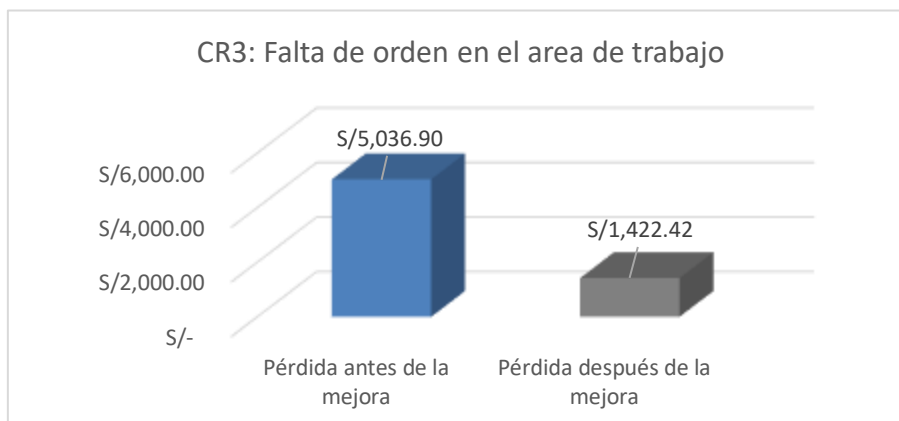 CR3: Falta de orden en el area de trabajo
S/5,036.90
S/6,000.00
S/4,000.00
S/1,422.42
S/2,000.00
S/-
Pérdida antes de la
mejora
Pérdida después de la
mejora